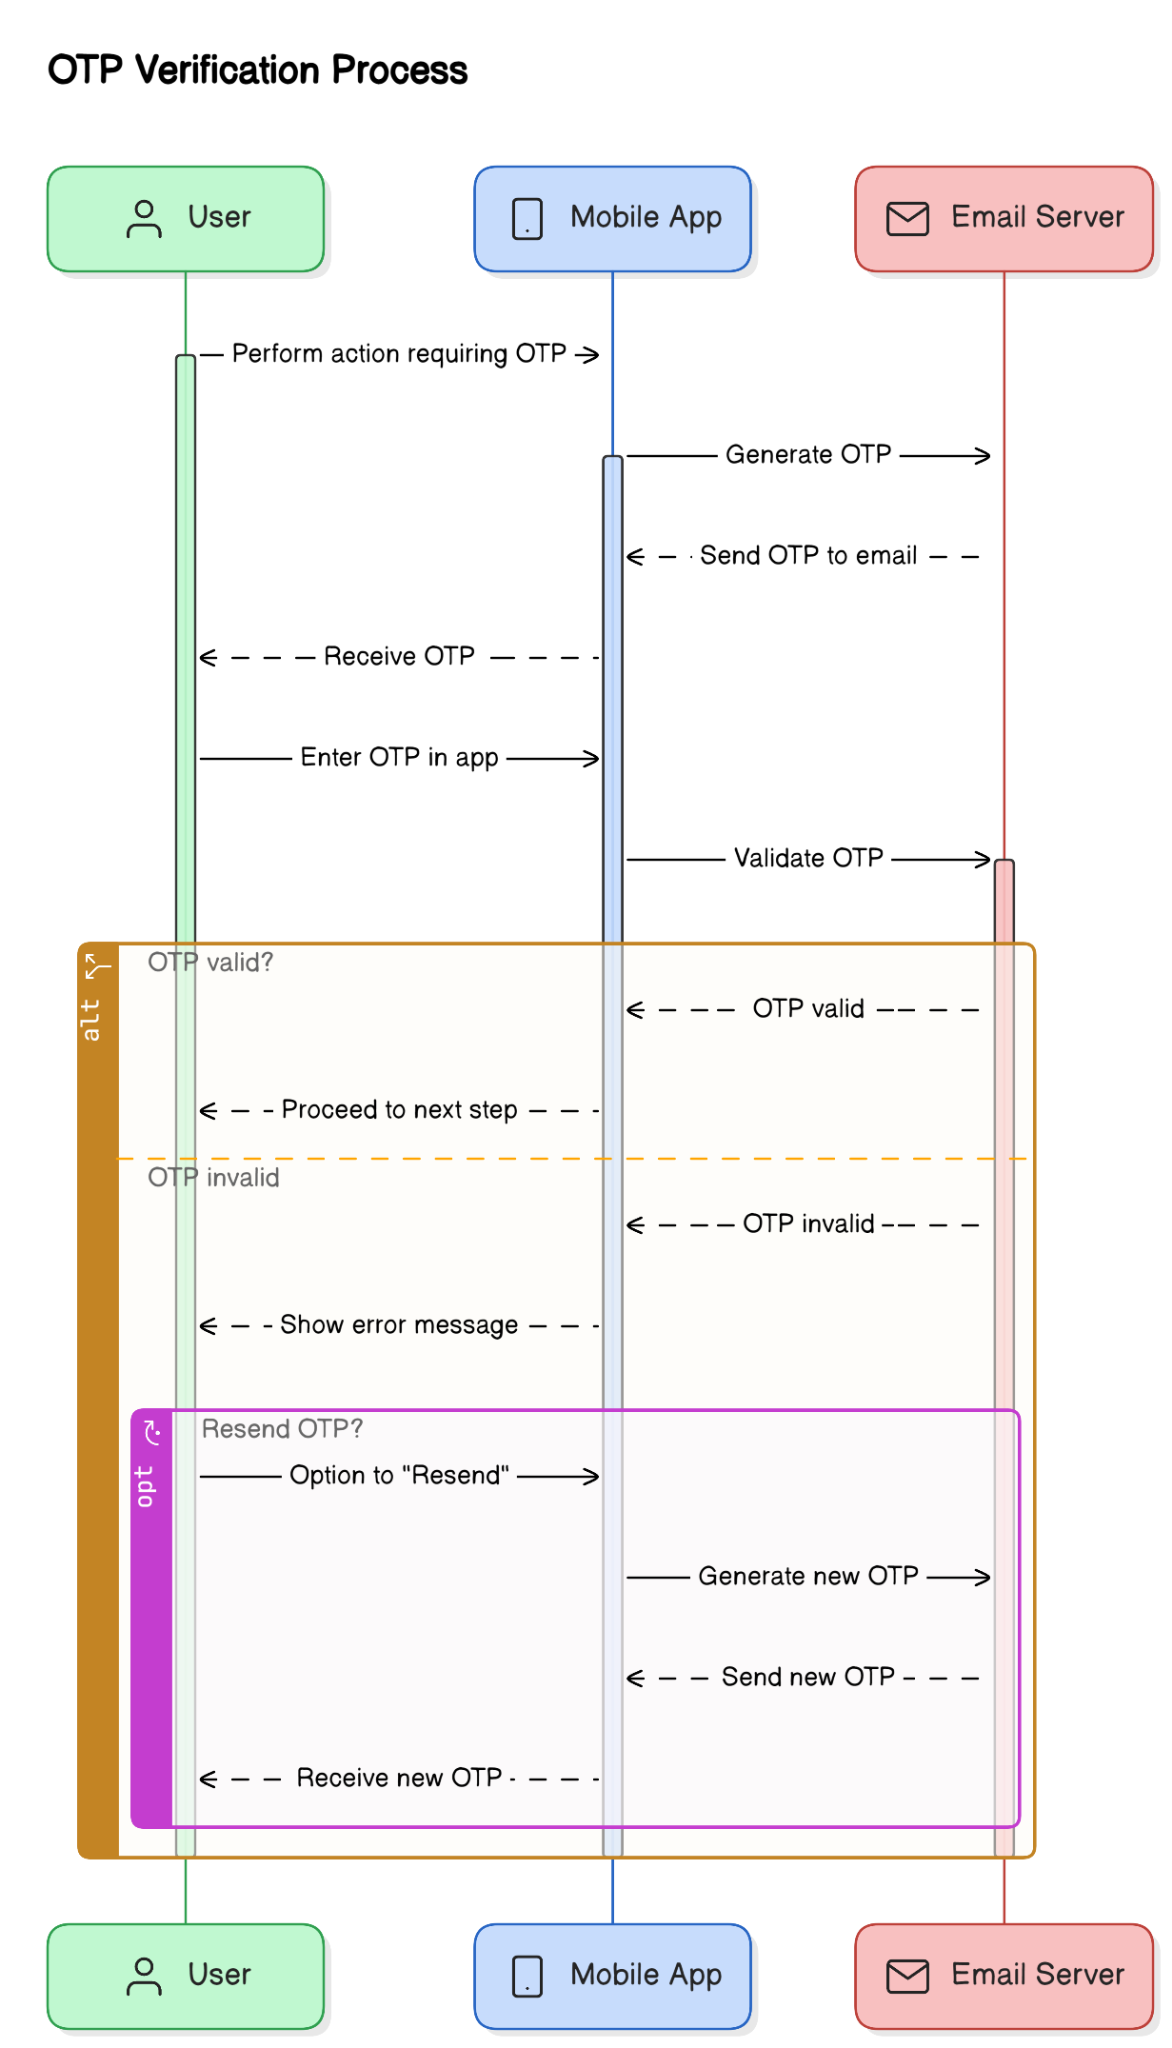 OTP Verification Process
User
Mobile App
Email Server
Perform action requiring OTP
Generate OTP
Send OTP to email
Receive OTP
Enter OTP in app
Validate OTP
alt
OTP valid?
OTP valid
Proceed to next step
OTP invalid
OTP invalid
Show error message
opt
Resend OTP?
Option to "Resend"
Generate new OTP
Send new OTP
Receive new OTP
User
Mobile App
Email Server